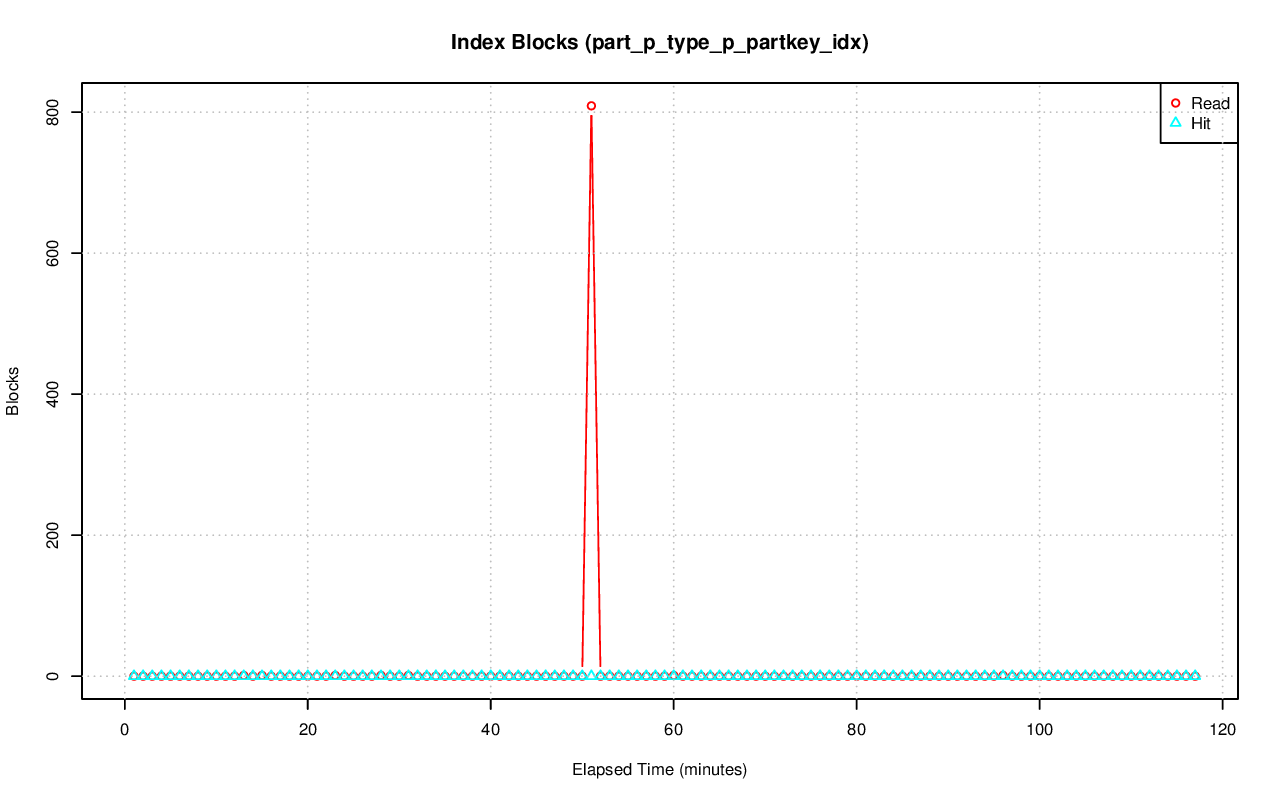 Index Blocks (part_p_type_p_partkey_idx)
Read
Hit
800
600
400
200
0
Blocks
0 20 40 60 80 100 120
Elapsed Time (minutes)